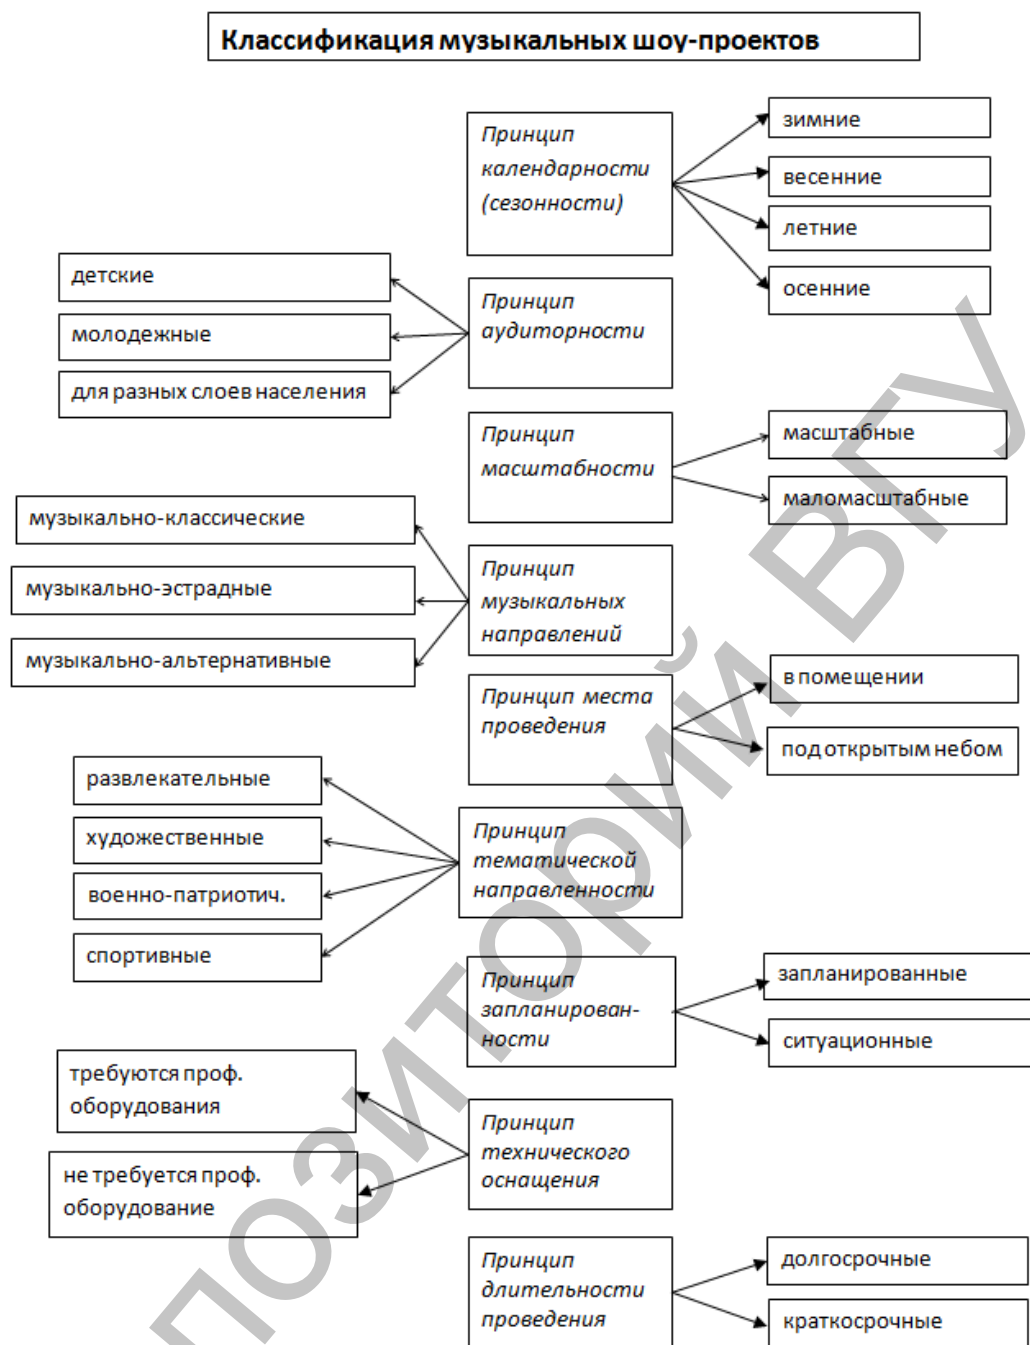 Классификация музыкальных шоу-проектов
Принцип
календарности
(сезонности)
зимние
весенние
летние
осенние
детские
молодежные
для разных слоев населения
Принцип
аудиторности
Принцип
масштабности
масштабные
маломасштабные
музыкально-классические
музыкально-эстрадные
музыкально-альтернативные
Принцип
музыкальных
направлений
Принцип места
проведения
в помещении
под открытым небом
развлекательные
художественные
военно-патриотич.
спортивные
Принцип
тематической
направленности
Принцип
запланирован-
ности
запланированные
ситуационные
требуются проф.
оборудования
не требуется проф.
оборудование
Принцип
технического
оснащения
Принцип
длительности
проведения
долгосрочные
краткосрочные
позиторий ВГУ